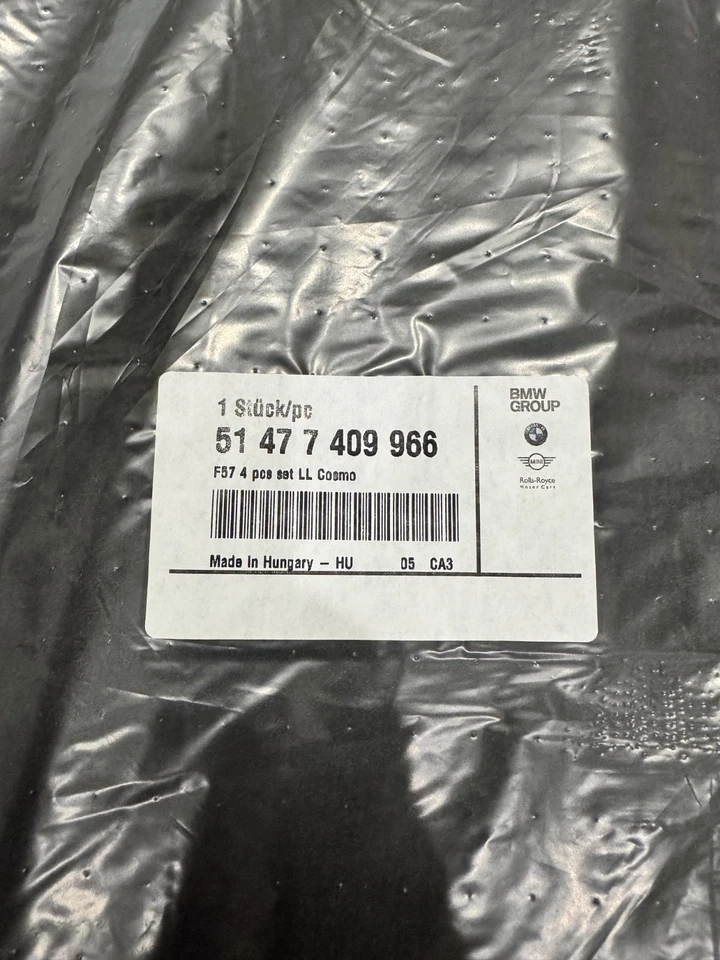 1 Stück/pc
51 47 7 409 966
F57 4 pcs set LL Cosmo
Made in Hungary – HU 05 CA3
BMW
GROUP
MINI
Rolls-Royce
Motor Cars